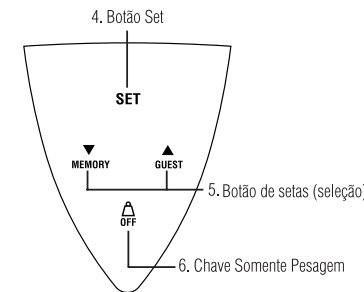 4. Botão Set
SET
▼ ▲
MEMORY GUEST
5. Botão de setas (seleção)
OFF
6. Chave Somente Pesagem